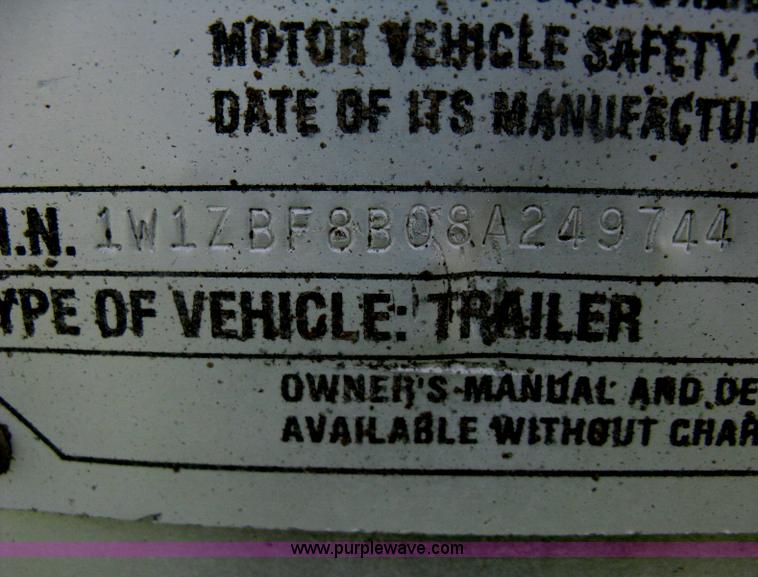 MOTOR VEHICLE SAFETY
DATE OF ITS MANUFACTUR
I.N. 1W1ZBF8B08A249744
YPE OF VEHICLE: TRAILER
OWNER'S MANUAL AND DE
AVAILABLE WITHOUT CHAR
www.purplewave.com